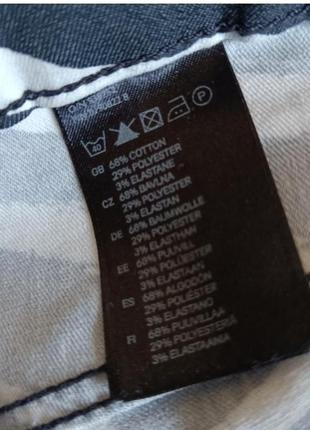 40 P
GB 68% COTTON
29% POLYESTER
3% ELASTANE
CZ 68% BAVLNA
29% POLYESTER
3% ELASTAN
DE 68% BAUMWOLLE
29% POLYESTER
3% ELASTHAN
EE 68% PUUVILL
29% POLÜESTER
3% ELASTAAN
ES 68% ALGODÓN
29% POLIÉSTER
3% ELASTANO
FI 68% PUUVILLAA
29% POLYESTERIÄ
3% ELASTAANIA